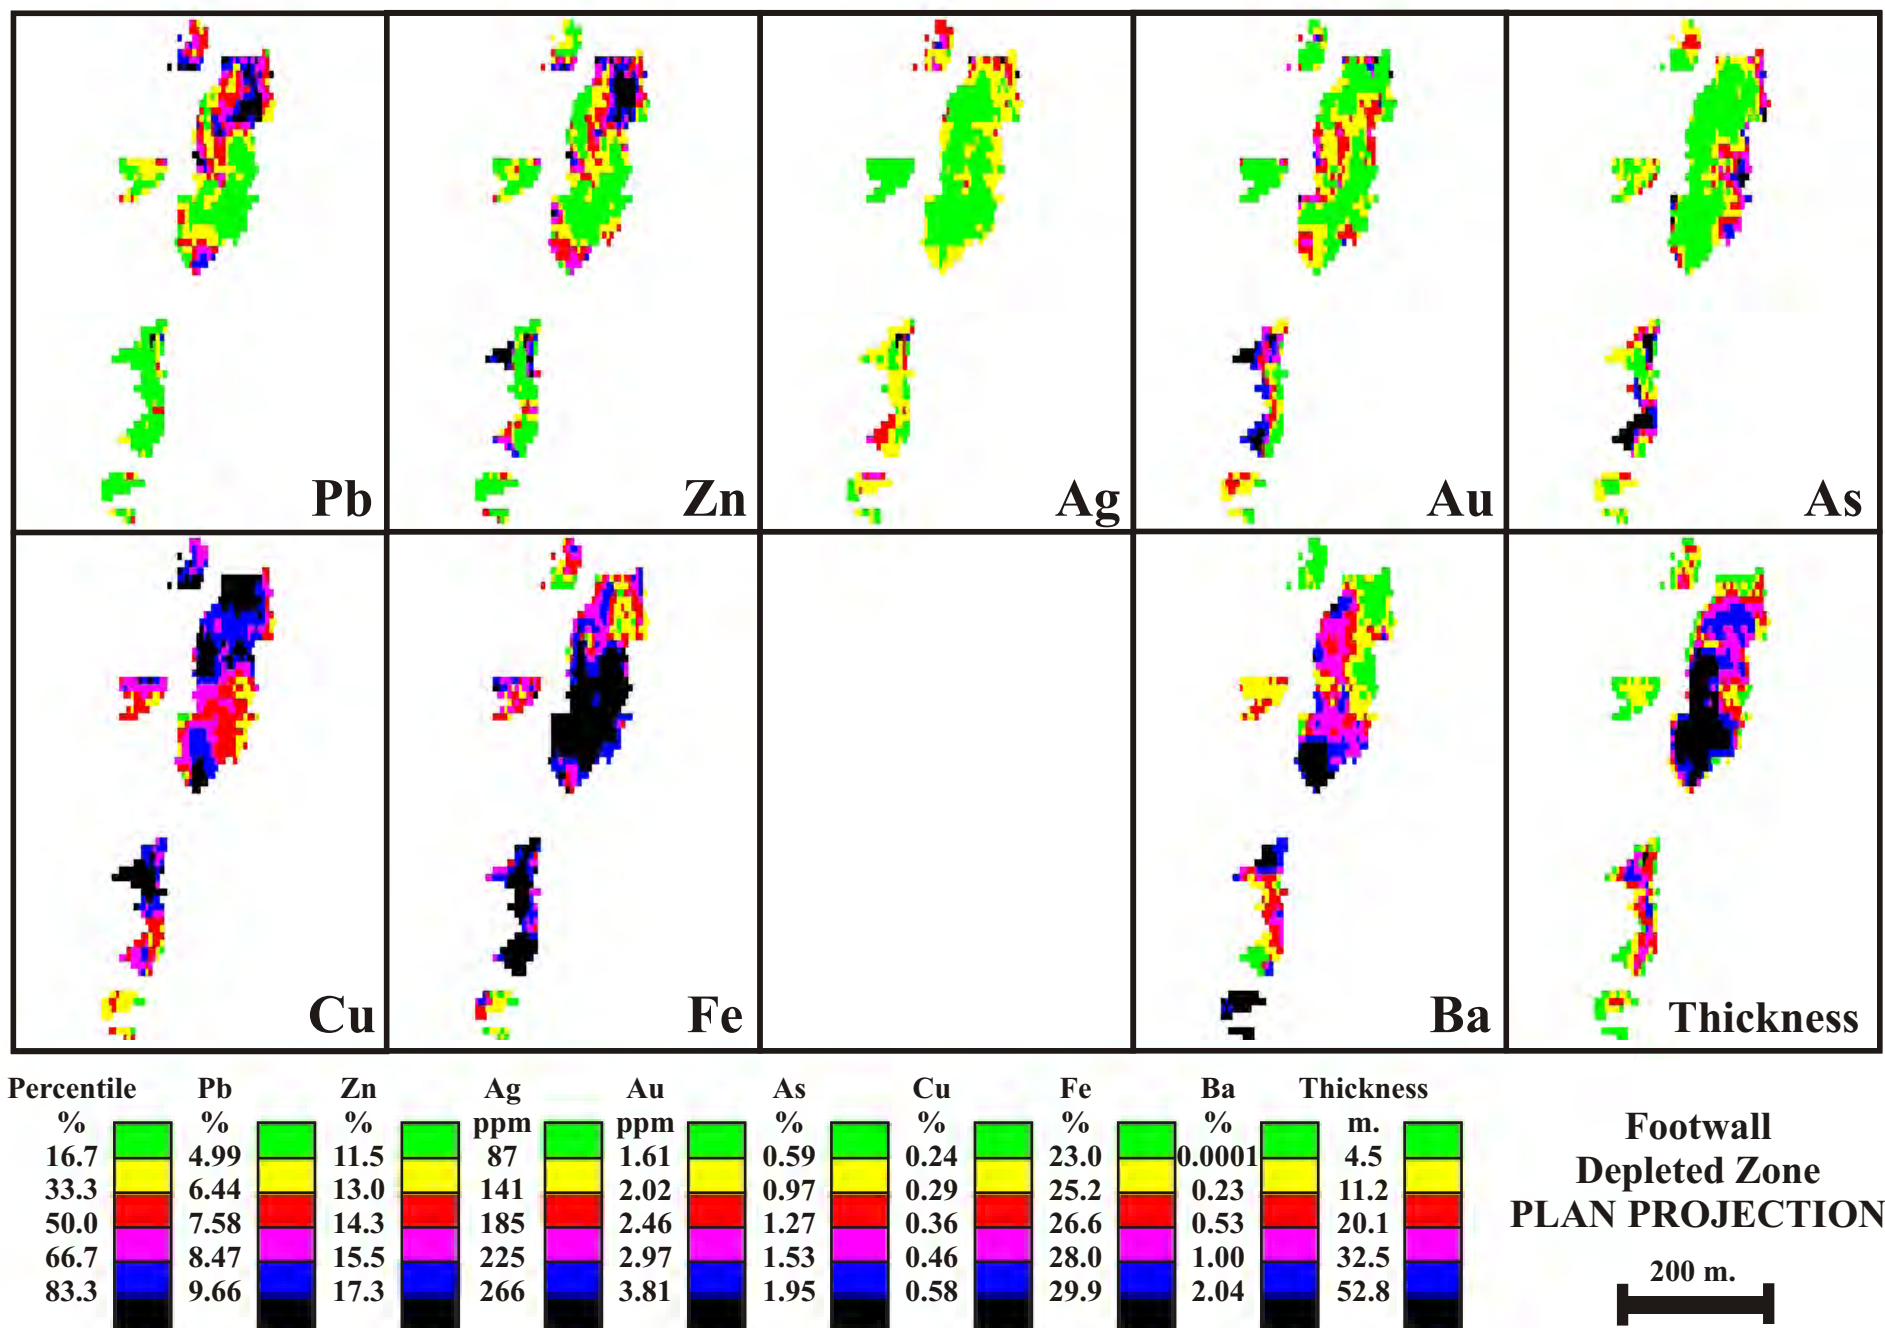 Pb Zn Ag Au As
Cu Fe Ba Thickness
Percentile Pb Zn Ag Au As Cu Fe Ba Thickness
% % % ppm ppm % % % % m.
16.7 4.99 11.5 87 1.61 0.59 0.24 23.0 0.0001 4.5
33.3 6.44 13.0 141 2.02 0.97 0.29 25.2 0.23 11.2
50.0 7.58 14.3 185 2.46 1.27 0.36 26.6 0.53 20.1
66.7 8.47 15.5 225 2.97 1.53 0.46 28.0 1.00 32.5
83.3 9.66 17.3 266 3.81 1.95 0.58 29.9 2.04 52.8
Footwall
Depleted Zone
PLAN PROJECTION
200 m.